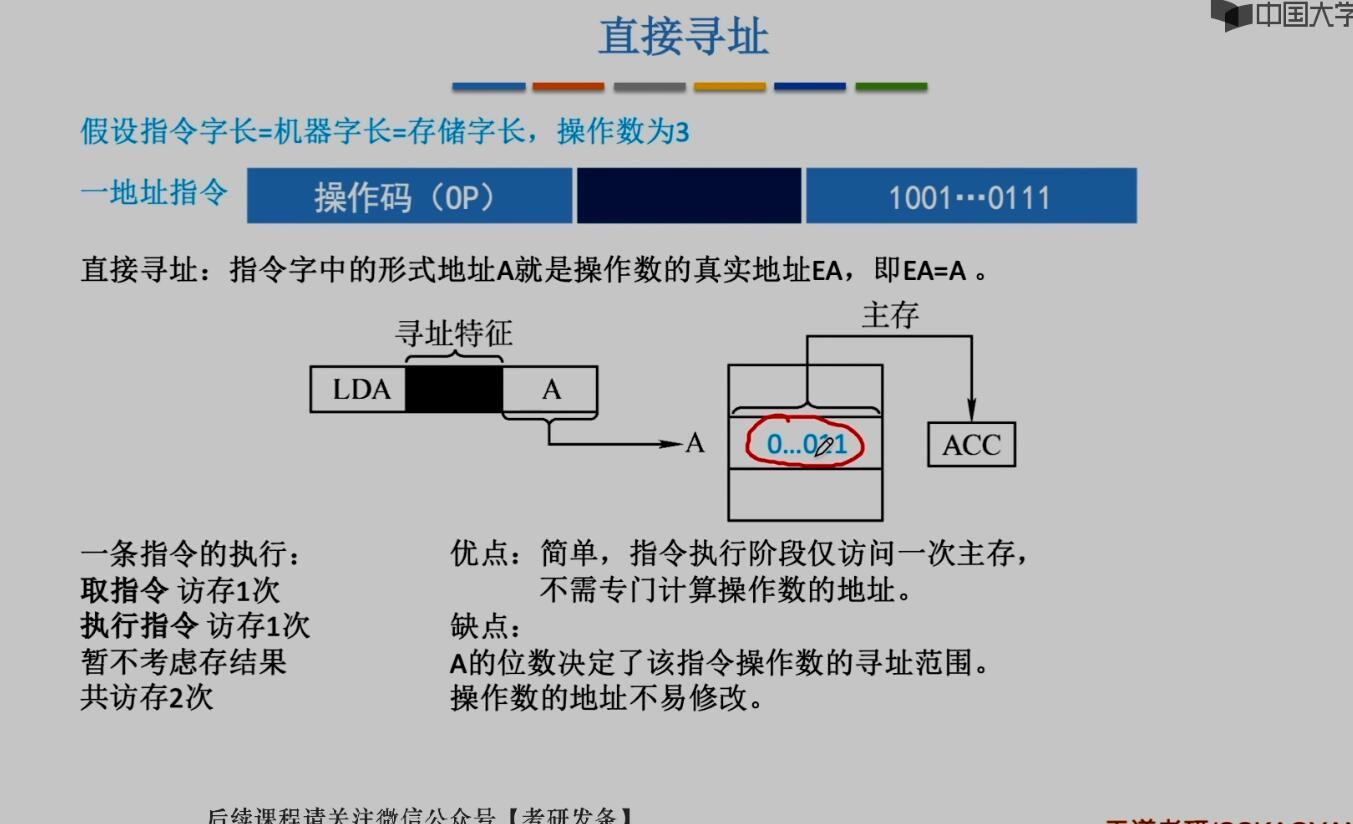 中国大学
直接寻址
假设指令字长=机器字长=存储字长，操作数为3
一地址指令 操作码（OP） 1001…0111
直接寻址：指令字中的形式地址A就是操作数的真实地址EA，即EA=A 。
主存
寻址特征
LDA A
A 0...011 ACC
一条指令的执行： 优点：简单，指令执行阶段仅访问一次主存，
取指令 访存1次 不需专门计算操作数的地址。
执行指令 访存1次 缺点：
暂不考虑存结果 A的位数决定了该指令操作数的寻址范围。
共访存2次 操作数的地址不易修改。
后续课程请关注微信公众号【考研发条】